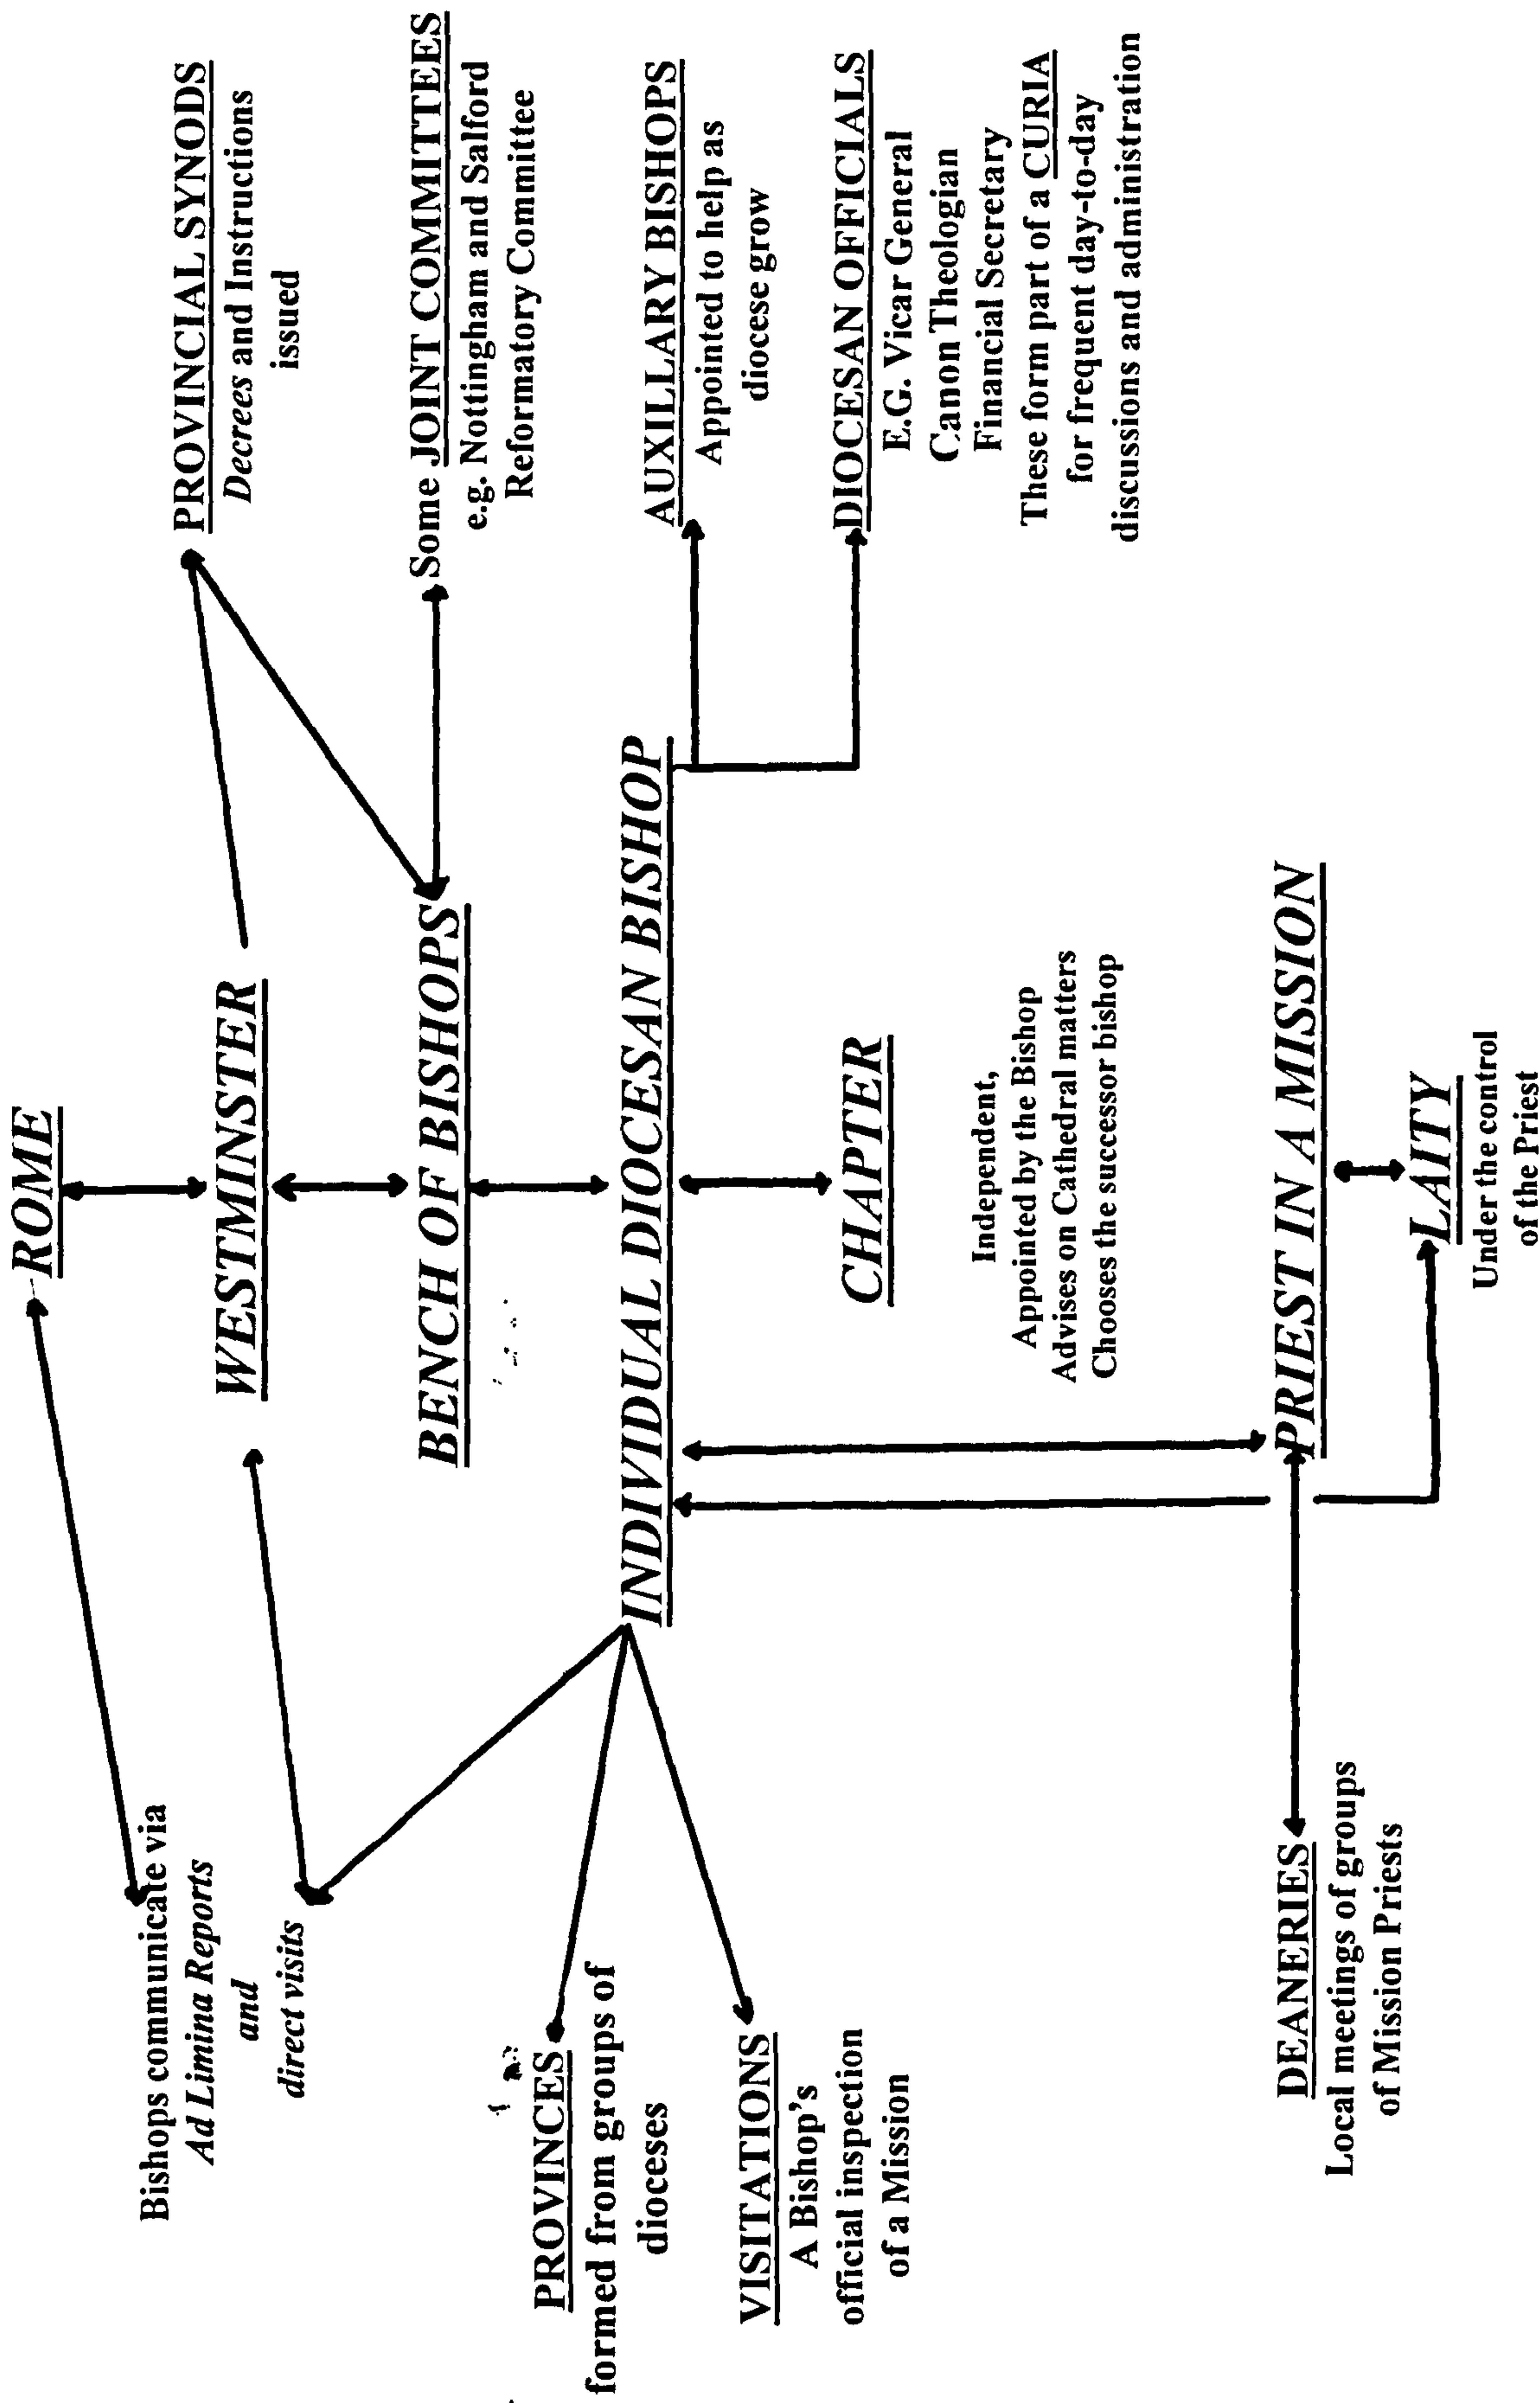 ROME
Bishops communicate via
Ad Limina Reports
and
direct visits
WESTMINSTER
PROVINCIAL SYNODS
Decrees and Instructions
issued
BENCH OF BISHOPS
Some JOINT COMMITTEES
e.g. Nottingham and Salford
Reformatory Committee
PROVINCES
formed from groups of
dioceses
INDIVIDUAL DIOCESAN BISHOP
AUXILLARY BISHOPS
Appointed to help as
diocese grow
VISITATIONS
A Bishop's
official inspection
of a Mission
CHAPTER
Independent,
Appointed by the Bishop
Advises on Cathedral matters
Chooses the successor bishop
DIOCESAN OFFICIALS
E.G. Vicar General
Canon Theologian
Financial Secretary
These form part of a CURIA
for frequent day-to-day
discussions and administration
DEANERIES
Local meetings of groups
of Mission Priests
PRIEST IN A MISSION
LAITY
Under the control
of the Priest